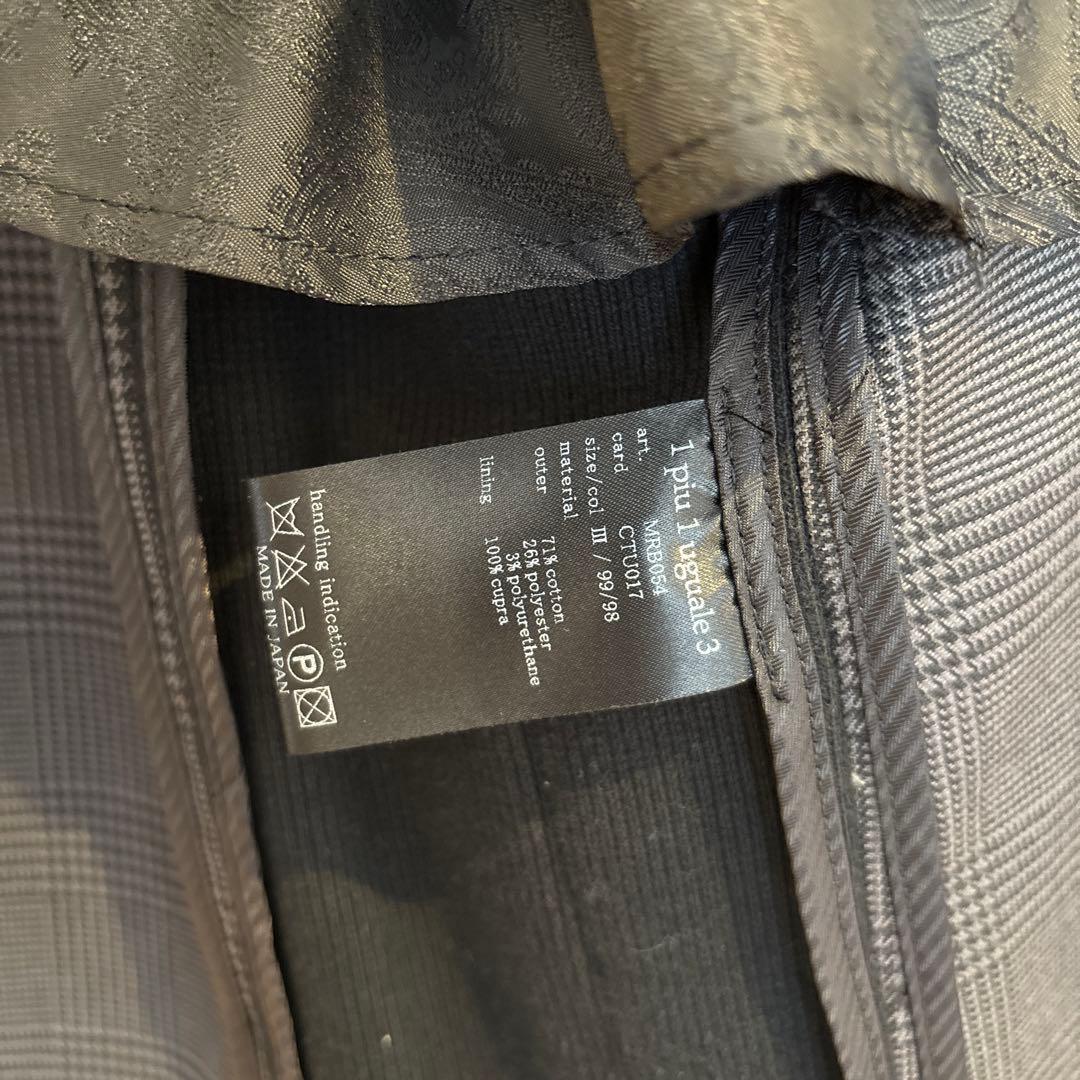 1 piu 1 uguale 3
art. MRB054
card CTU017
size/col III / 99/98
material
outer 71% cotton
26% polyester
3% polyurethane
lining 100% cupra
handling indication
P
MADE IN JAPAN